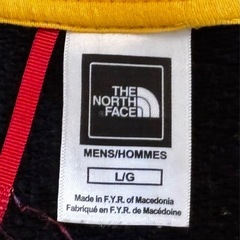 THE
NORTH
FACE
MENS/HOMMES
L/G
Made in F.Y.R. of Macedonia
Fabriqué en F.Y.R. de Macédoine